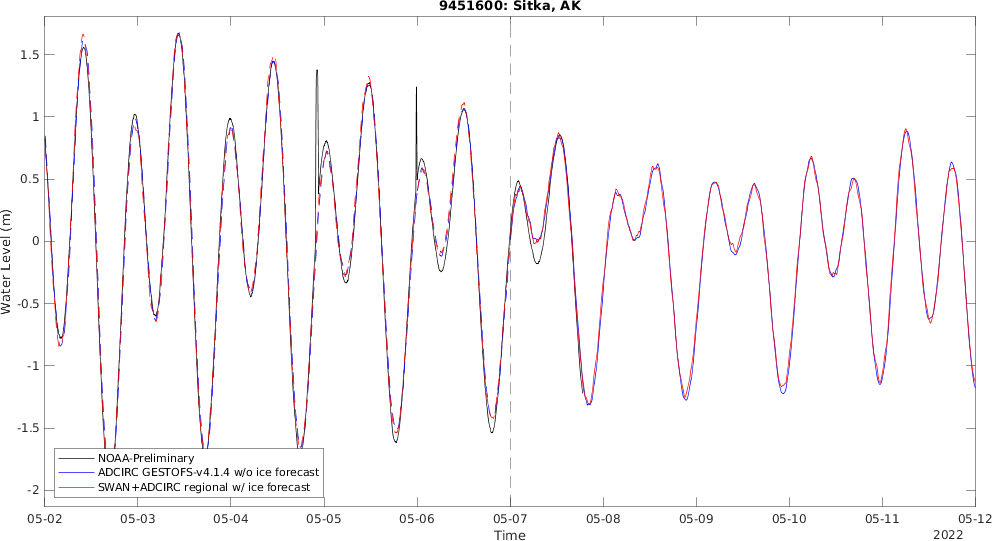 9451600: Sitka, AK
Water Level (m)
1.5
1
0.5
0
-0.5
-1
-1.5
-2
NOAA-Preliminary
ADCIRC GESTOFS-v4.1.4 w/o ice forecast
SWAN+ADCIRC regional w/ ice forecast
05-02 05-03 05-04 05-05 05-06 05-07 05-08 05-09 05-10 05-11 05-12
Time
2022